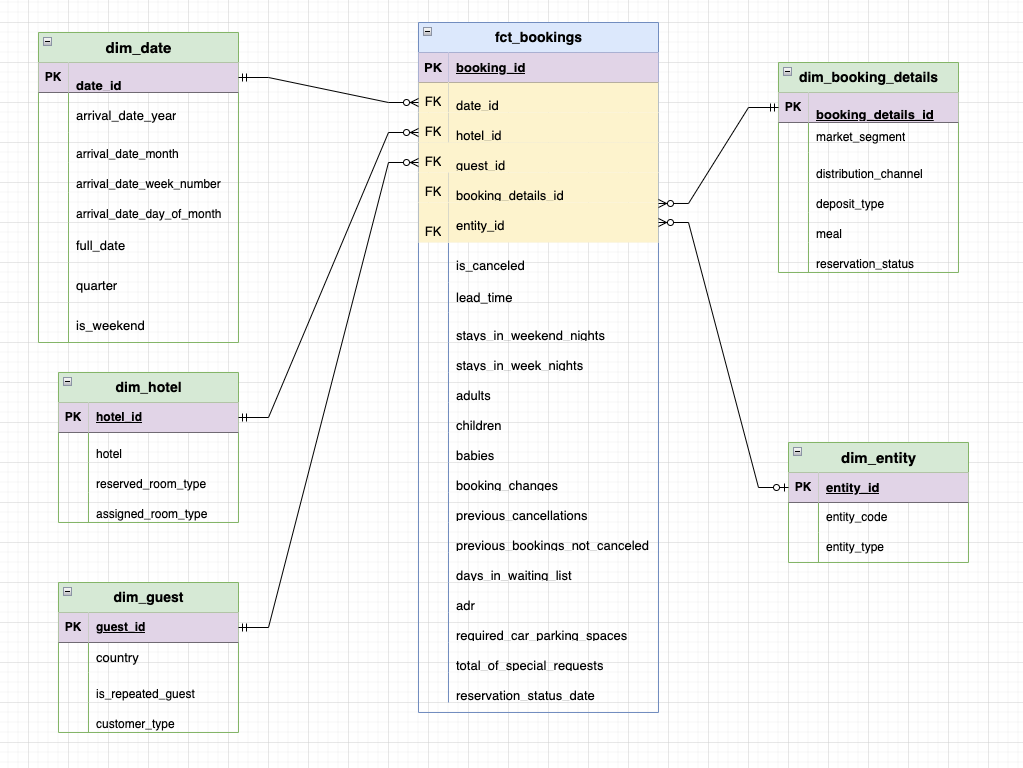 dim_date
PK date_id
arrival_date_year
arrival_date_month
arrival_date_week_number
arrival_date_day_of_month
full_date
quarter
is_weekend
dim_hotel
PK hotel_id
hotel
reserved_room_type
assigned_room_type
dim_guest
PK guest_id
country
is_repeated_guest
customer_type
fct_bookings
PK booking_id
FK date_id
FK hotel_id
FK guest_id
FK booking_details_id
FK entity_id
is_canceled
lead_time
stays_in_weekend_nights
stays_in_week_nights
adults
children
babies
booking_changes
previous_cancellations
previous_bookings_not_canceled
days_in_waiting_list
adr
required_car_parking_spaces
total_of_special_requests
reservation_status_date
dim_booking_details
PK booking_details_id
market_segment
distribution_channel
deposit_type
meal
reservation_status
dim_entity
PK entity_id
entity_code
entity_type